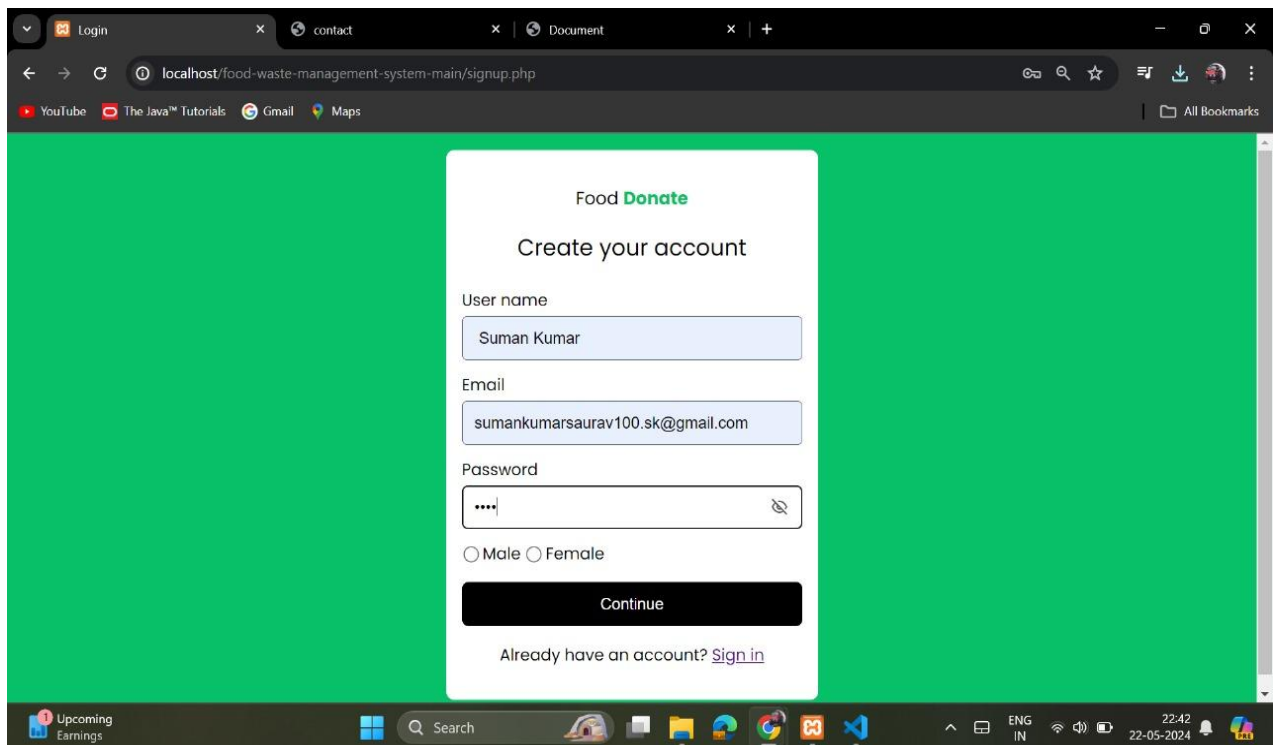 Login
contact
Document
localhost/food-waste-management-system-main/signup.php
YouTube The Java™ Tutorials Gmail Maps
All Bookmarks
Food Donate
Create your account
User name
Suman Kumar
Email
sumankumarsaurav100.sk@gmail.com
Password
••••
Male Female
Continue
Already have an account? Sign in
1
Upcoming
Earnings
Search
ENG
IN
22:42
22-05-2024
PRE